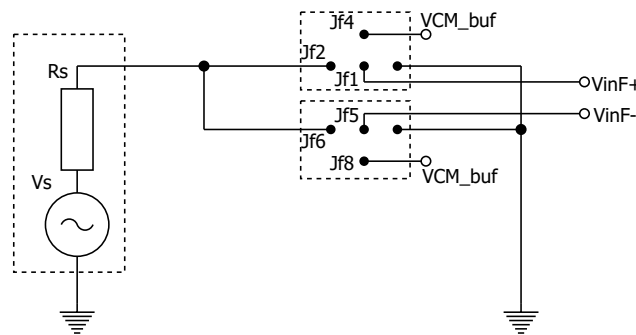 Jf4
VCM_buf
Rs
Jf2
Jf1
VinF+
Jf5
VinF-
Jf6
Jf8
VCM_buf
Vs